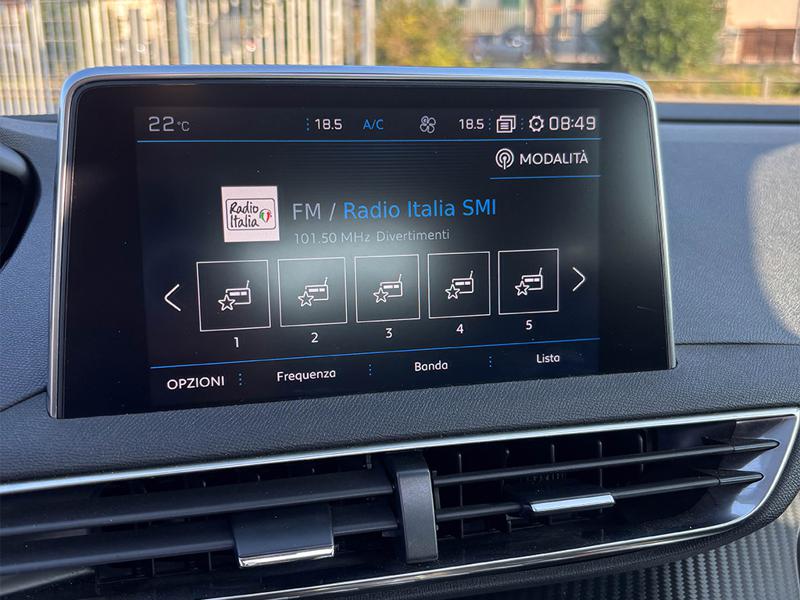 22°C 18.5 A/C 18.5 08:49
MODALITÀ
Radio Italia
FM / Radio Italia SMI
101.50 MHz Divertimenti
1 2 3 4 5
OPZIONI Frequenza Banda Lista